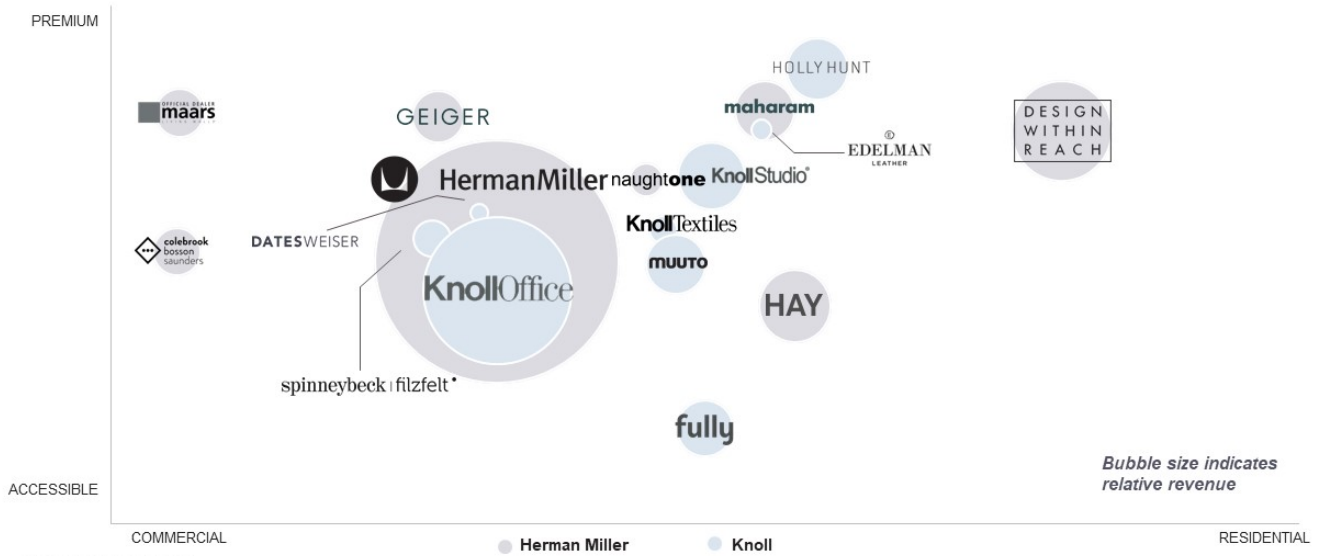 PREMIUM
HOLLY HUNT
OFFICIAL DEALER
maars
LIVING WALLS
GEIGER
maharam
DESIGN
WITHIN
REACH
EDELMAN
LEATHER
HermanMiller
naughtone
KnollStudio
DATESWEISER
KnollTextiles
colebrook
bosson
saunders
muuto
KnollOffice
HAY
spinneybeck | filzfelt
fully
Bubble size indicates
relative revenue
ACCESSIBLE
COMMERCIAL
RESIDENTIAL
Herman Miller
Knoll